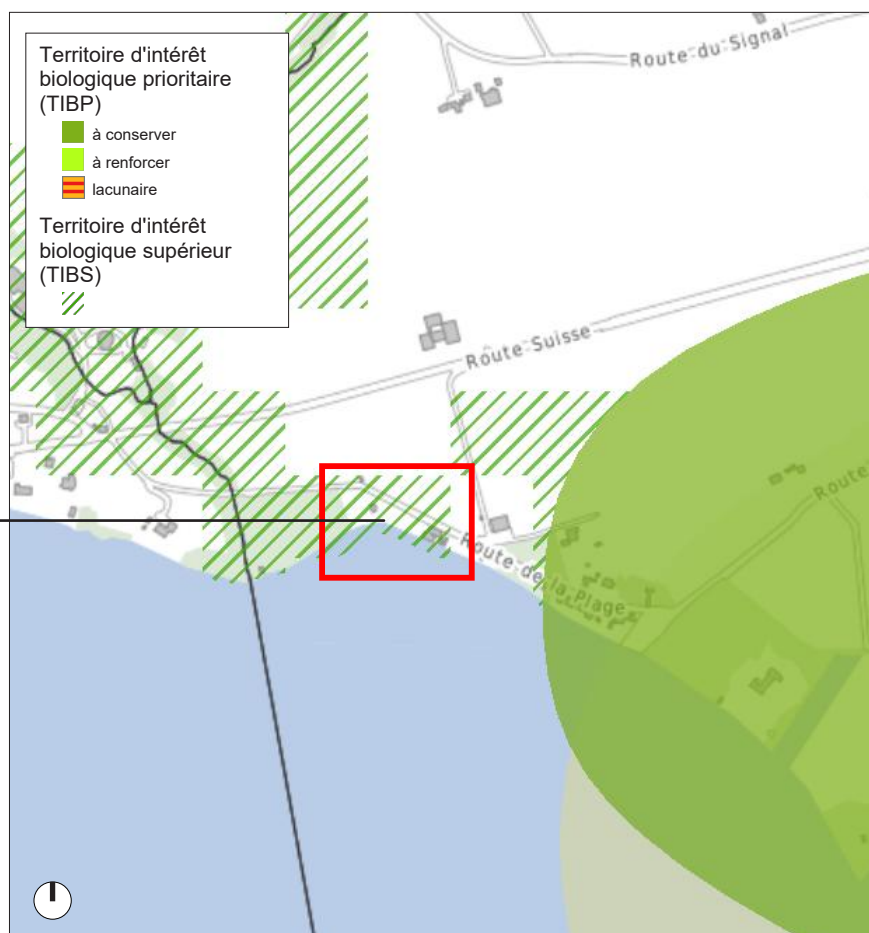 Territoire d'intérêt
biologique prioritaire
(TIBP)
à conserver
à renforcer
lacunaire
Territoire d'intérêt
biologique supérieur
(TIBS)
Route du Signal
Route Suisse
Route
Route de la Plage